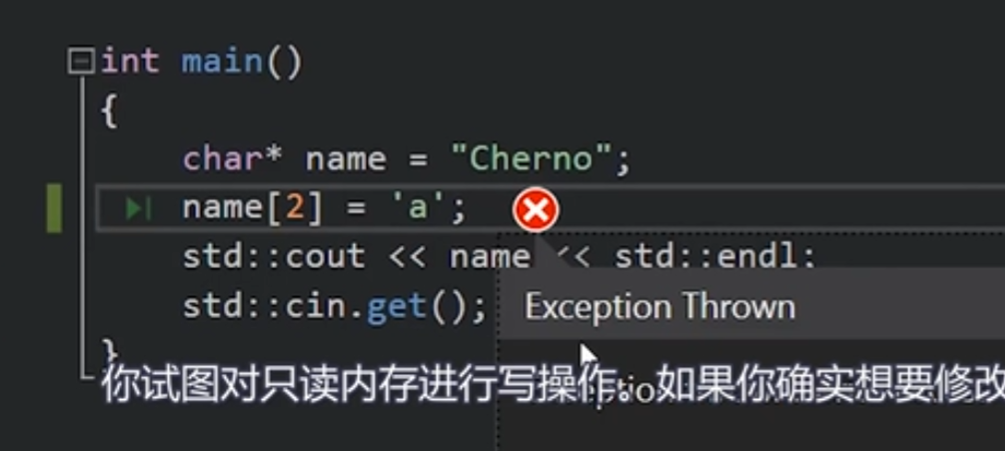 int main()
{
char* name = "Cherno";
name[2] = 'a';
std::cout << name << std::endl;
std::cin.get();
Exception Thrown
}
你试图对只读内存进行写操作。如果你确实想要修改